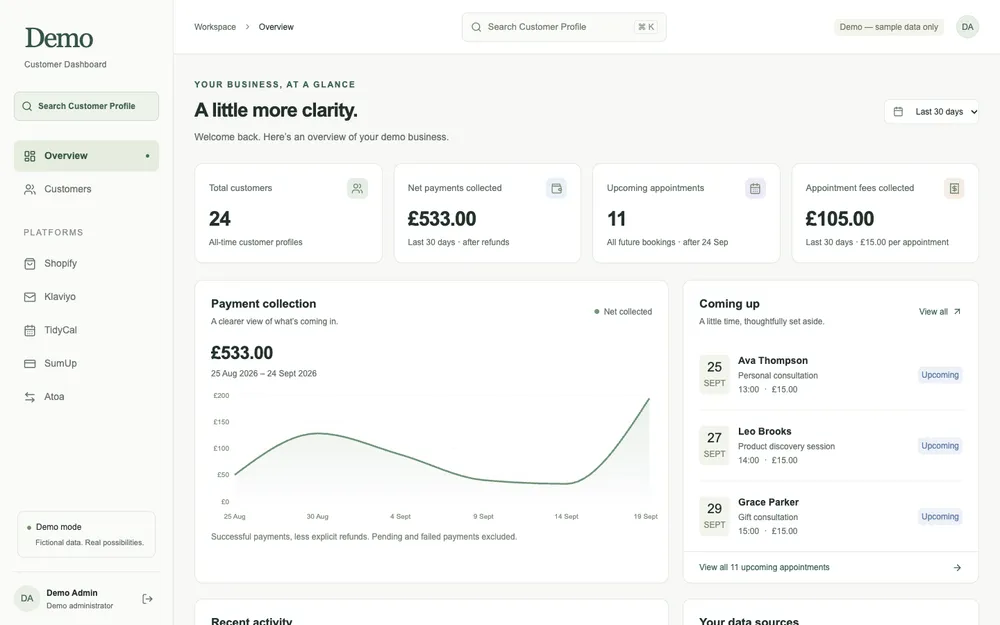 Demo
Customer Dashboard
Search Customer Profile
Overview
Customers
PLATFORMS
Shopify
Klaviyo
TidyCal
SumUp
Atoa
Demo mode
Fictional data. Real possibilities.
DA
Demo Admin
Demo administrator
Workspace > Overview
Search Customer Profile ⌘ K
Demo — sample data only
DA
YOUR BUSINESS, AT A GLANCE
A little more clarity.
Welcome back. Here's an overview of your demo business.
Last 30 days
Total customers
24
All-time customer profiles
Net payments collected
£533.00
Last 30 days · after refunds
Upcoming appointments
11
All future bookings · after 24 Sep
Appointment fees collected
£105.00
Last 30 days · £15.00 per appointment
Payment collection
A clearer view of what's coming in.
Net collected
£533.00
25 Aug 2026 – 24 Sept 2026
£200
£150
£100
£50
£0
25 Aug 30 Aug 4 Sept 9 Sept 14 Sept 19 Sept
Successful payments, less explicit refunds. Pending and failed payments excluded.
Coming up
A little time, thoughtfully set aside.
View all
25 SEPT
Ava Thompson
Personal consultation
13:00 · £15.00
Upcoming
27 SEPT
Leo Brooks
Product discovery session
14:00 · £15.00
Upcoming
29 SEPT
Grace Parker
Gift consultation
15:00 · £15.00
Upcoming
View all 11 upcoming appointments
Recent activity
Your data sources